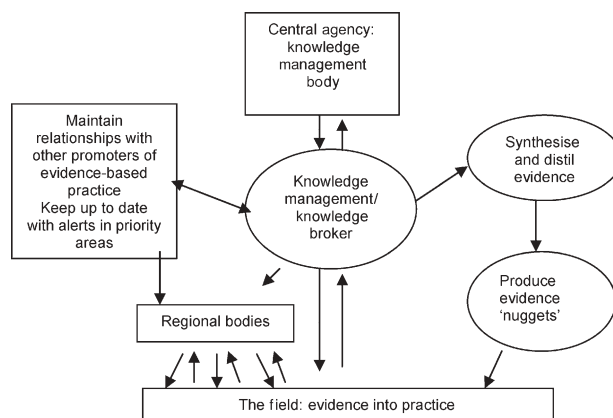 Central agency:
knowledge
management
body
Maintain
relationships with
other promoters of
evidence-based
practice
Keep up to date
with alerts in priority
areas
Knowledge
management/
knowledge
broker
Synthesise
and distil
evidence
Produce
evidence
‘nuggets’
Regional bodies
The field: evidence into practice